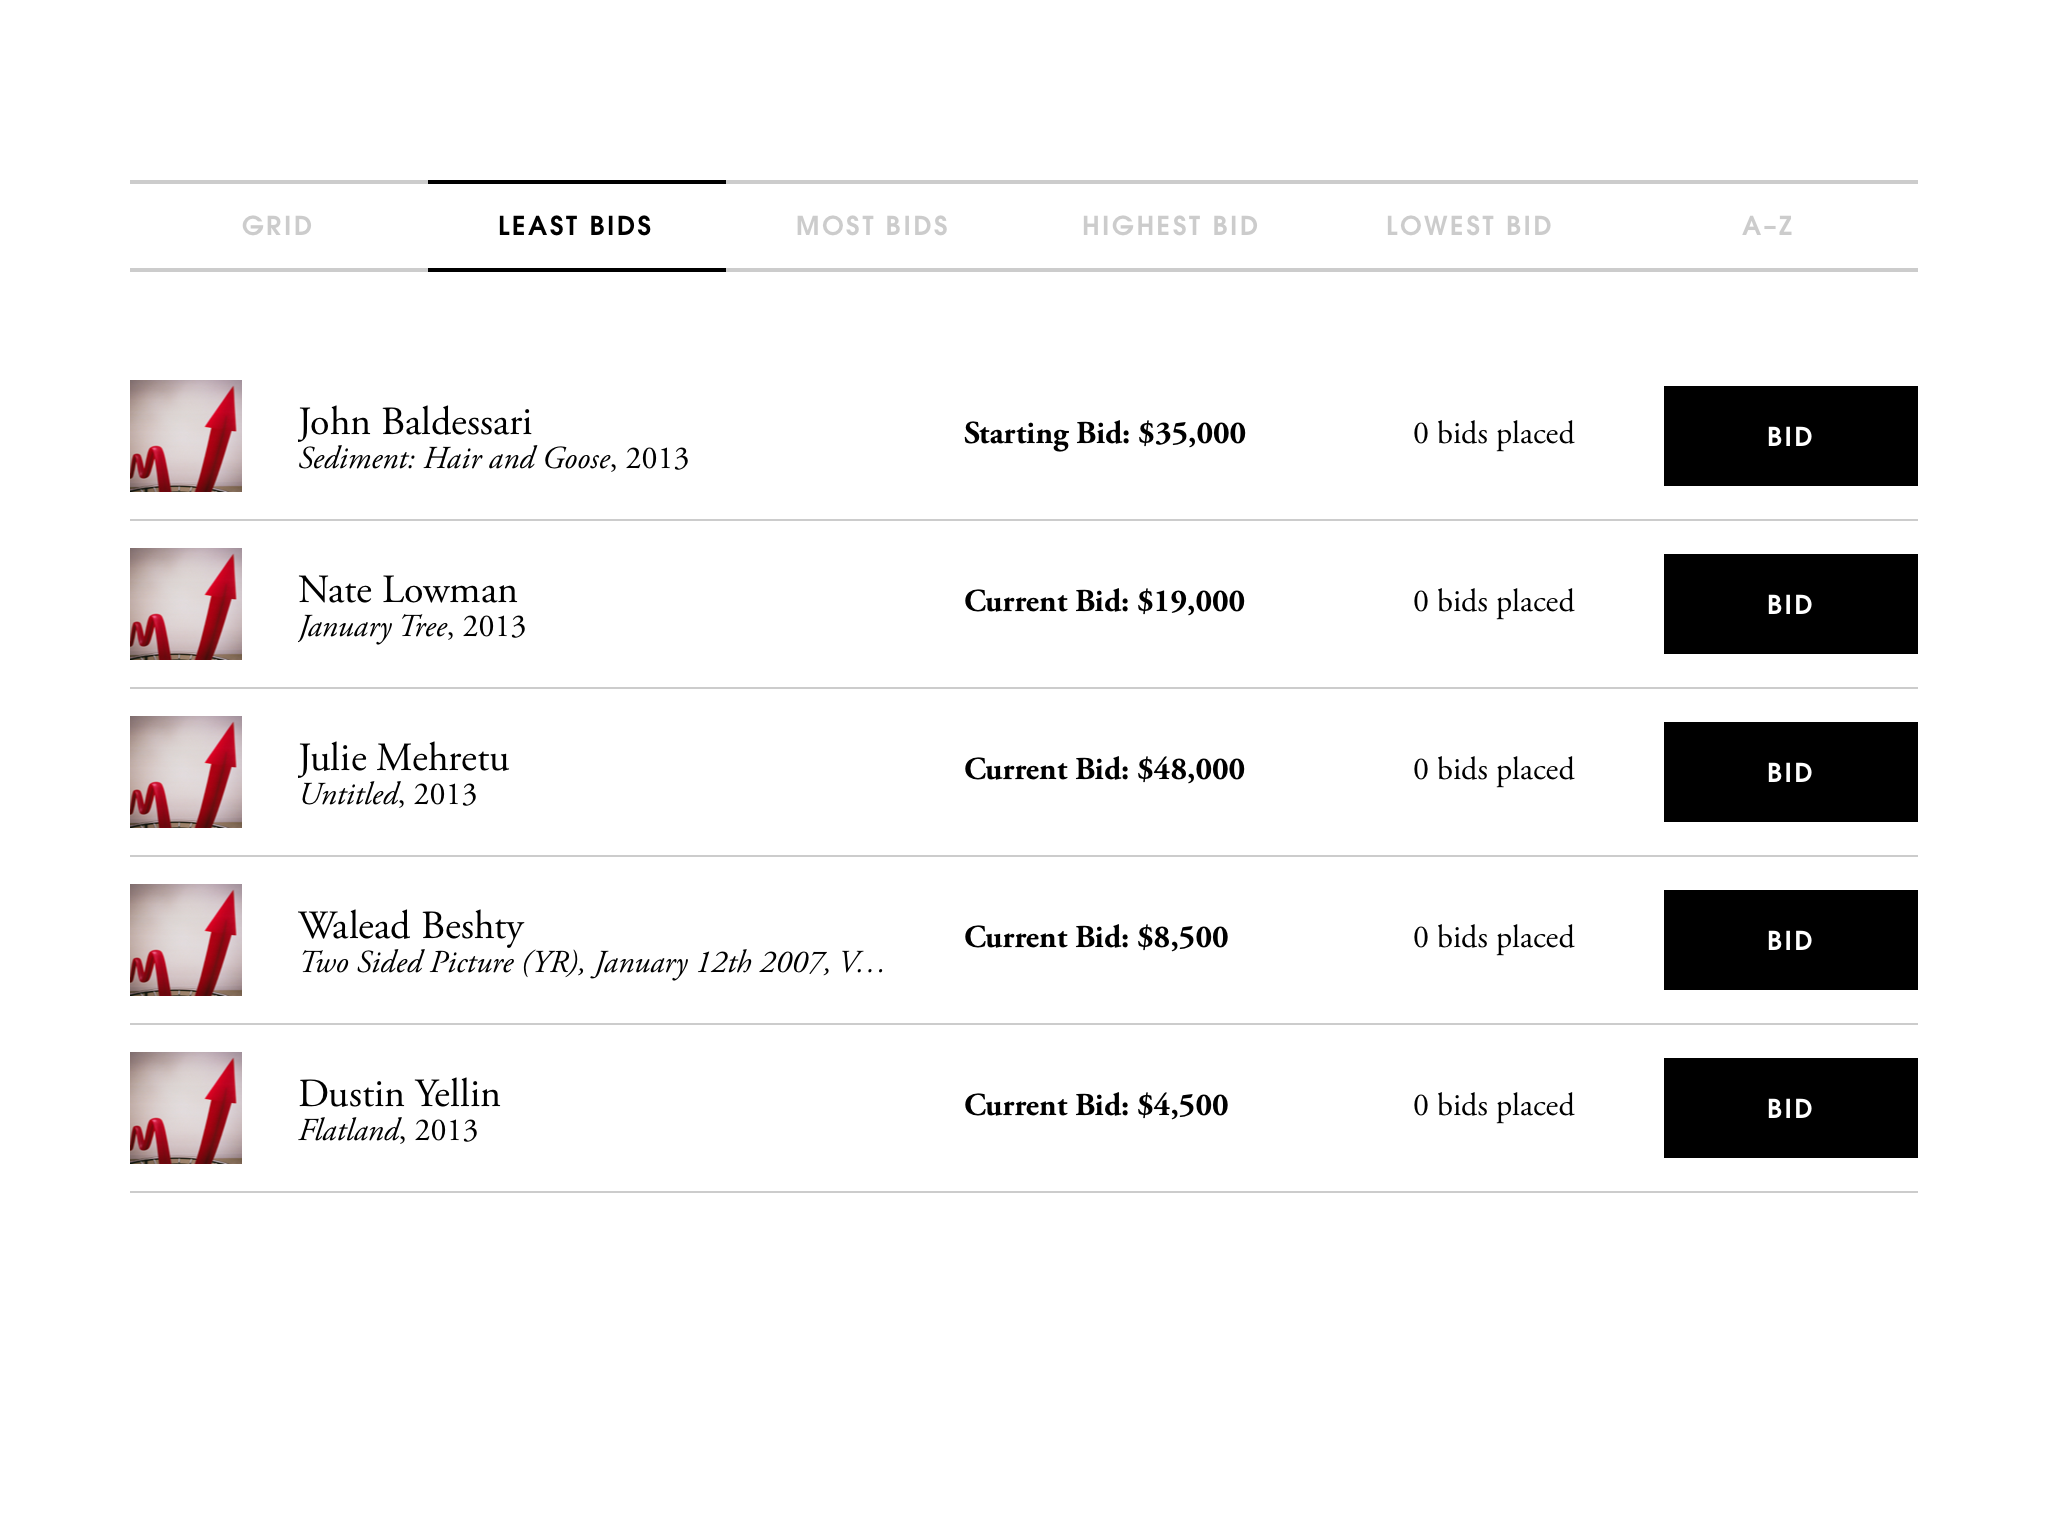 GRID LEAST BIDS MOST BIDS HIGHEST BID LOWEST BID A–Z
John Baldessari
Sediment: Hair and Goose, 2013
Starting Bid: $35,000
0 bids placed
BID
Nate Lowman
January Tree, 2013
Current Bid: $19,000
0 bids placed
BID
Julie Mehretu
Untitled, 2013
Current Bid: $48,000
0 bids placed
BID
Walead Beshty
Two Sided Picture (YR), January 12th 2007, V…
Current Bid: $8,500
0 bids placed
BID
Dustin Yellin
Flatland, 2013
Current Bid: $4,500
0 bids placed
BID